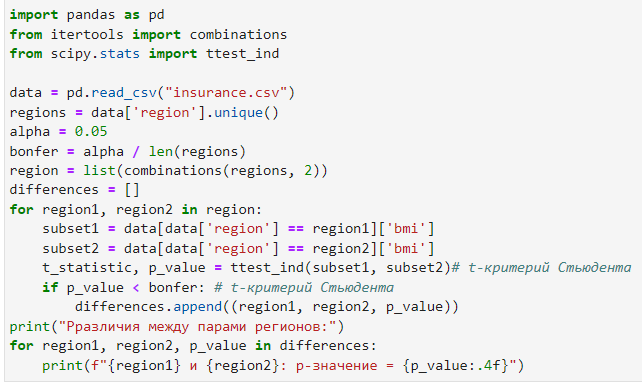 import pandas as pd
from itertools import combinations
from scipy.stats import ttest_ind

data = pd.read_csv("insurance.csv")
regions = data['region'].unique()
alpha = 0.05
bonfer = alpha / len(regions)
region = list(combinations(regions, 2))
differences = []
for region1, region2 in region:
    subset1 = data[data['region'] == region1]['bmi']
    subset2 = data[data['region'] == region2]['bmi']
    t_statistic, p_value = ttest_ind(subset1, subset2)# t-критерий Стьюдента
    if p_value < bonfer: # t-критерий Стьюдента
        differences.append((region1, region2, p_value))
print("Рразличия между парами регионов:")
for region1, region2, p_value in differences:
    print(f"{region1} и {region2}: p-значение = {p_value:.4f}")